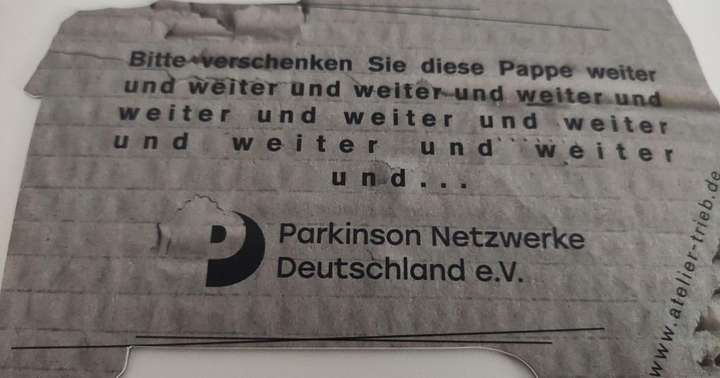 Bitte verschenken Sie diese Pappe weiter
und weiter und weiter und weiter und
weiter und weiter und weiter
und weiter und weiter
und...
P
Parkinson Netzwerke
Deutschland e.V.
www.atelier-trieb.de